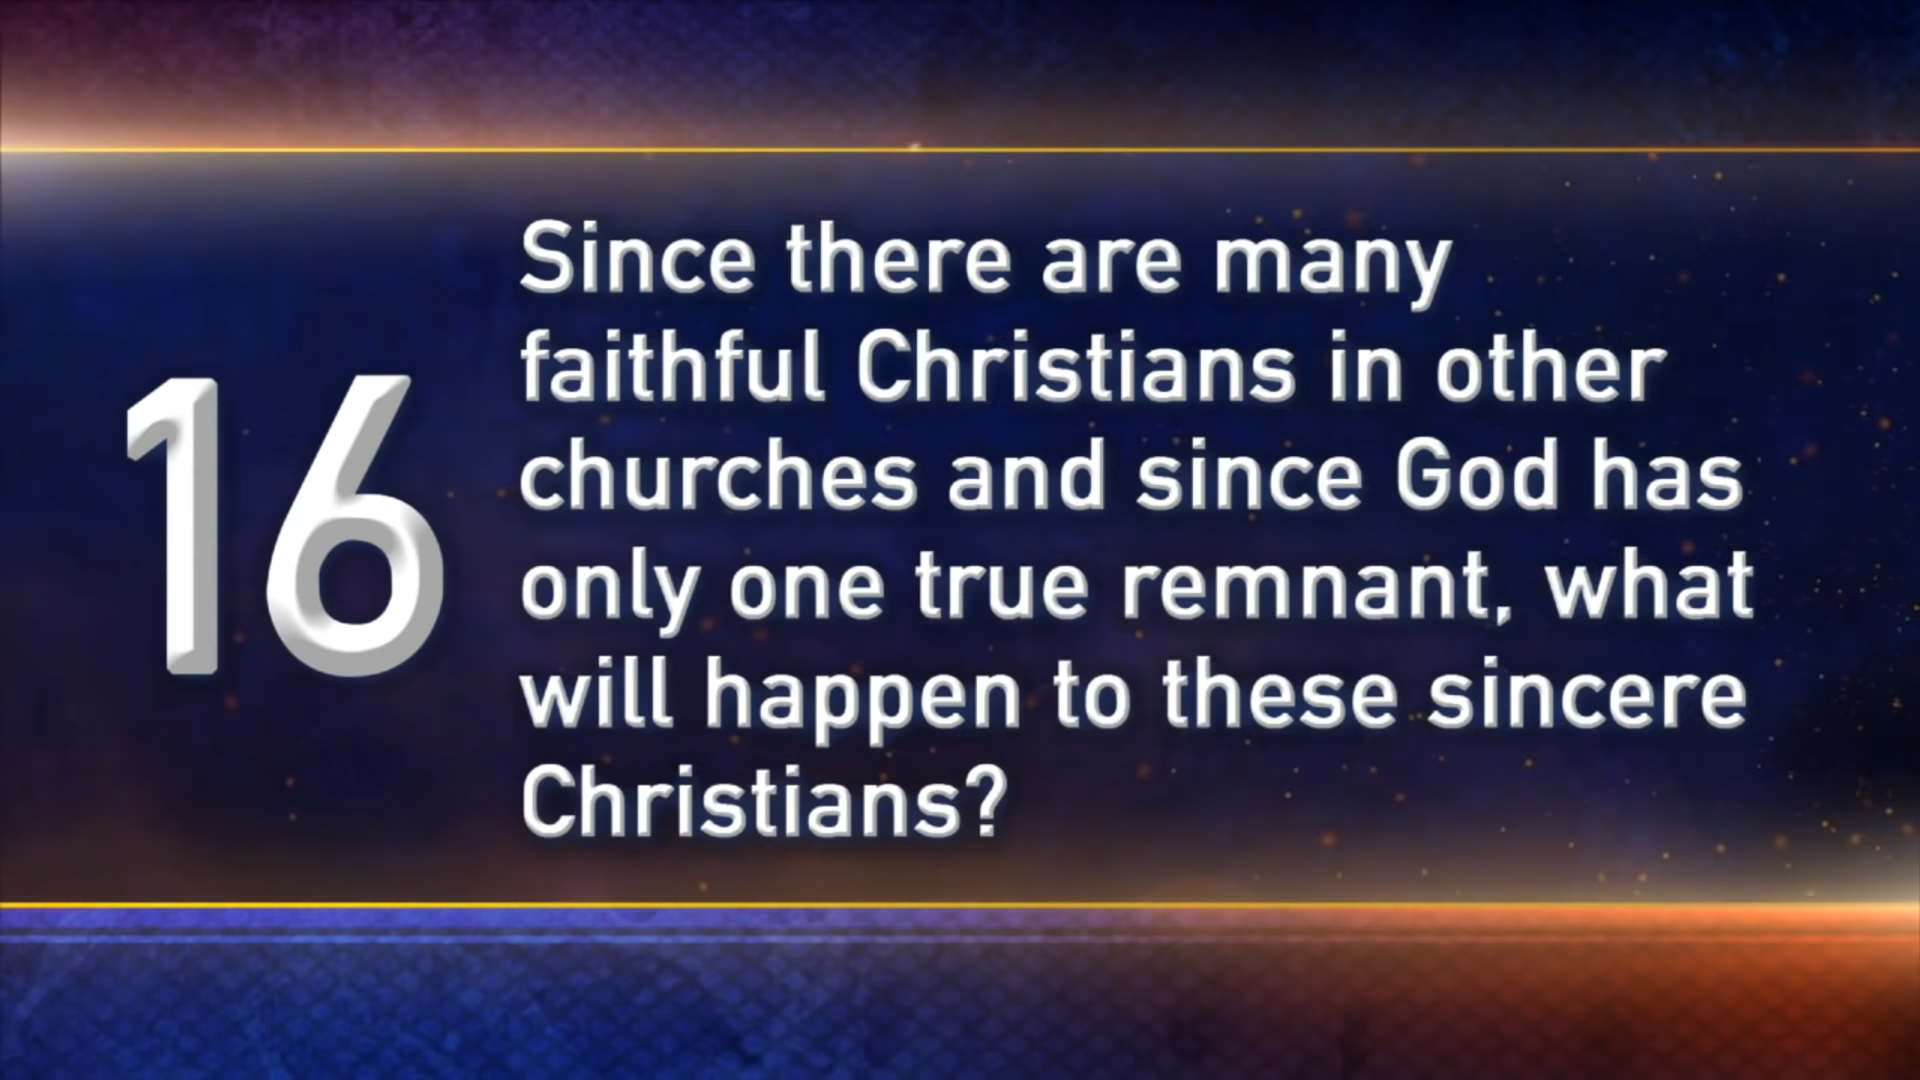 16
Since there are many
faithful Christians in other
churches and since God has
only one true remnant, what
will happen to these sincere
Christians?